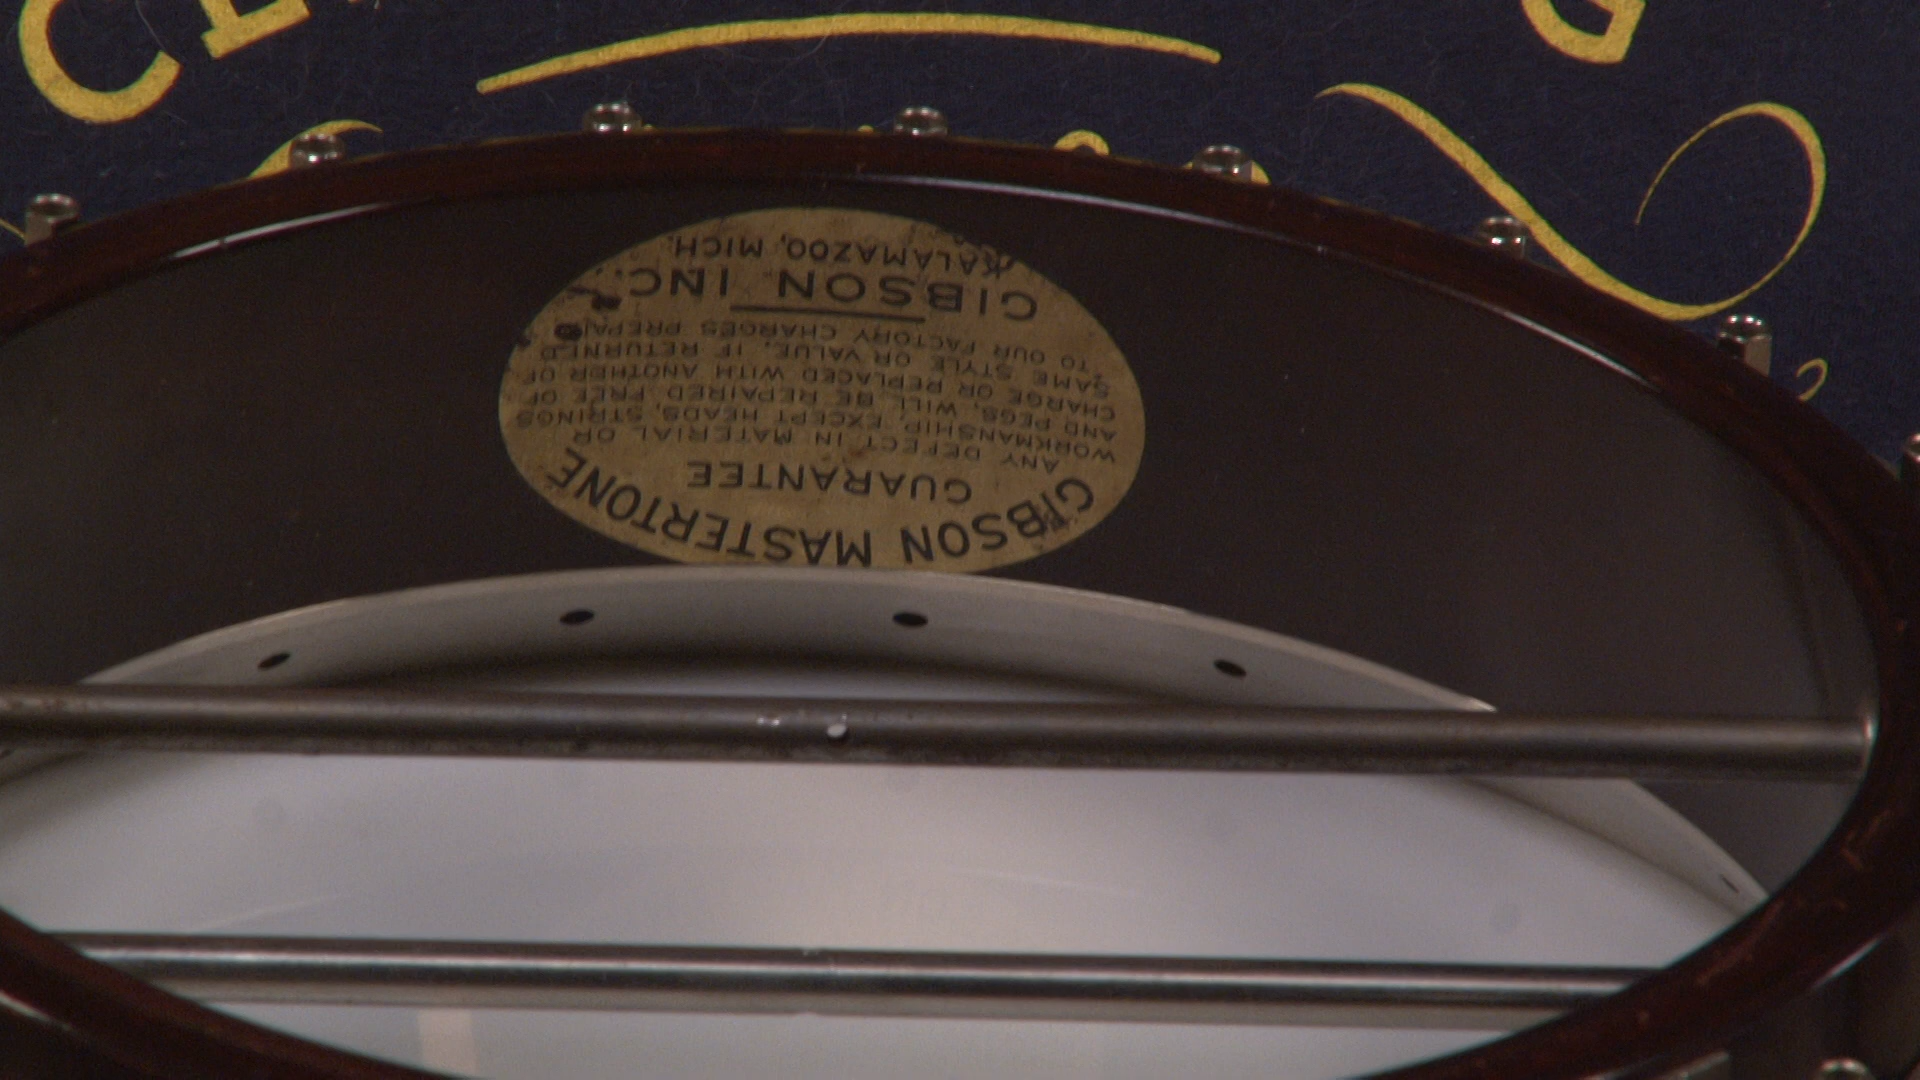 GIBSON MASTERTONE
GUARANTEE
ANY DEFECT IN MATERIAL OR
WORKMANSHIP, EXCEPT HEADS, STRINGS
AND PEGS, WILL BE REPAIRED FREE OF
CHARGE OR REPLACED WITH ANOTHER OF
SAME STYLE OR VALUE, IF RETURNED
TO OUR FACTORY CHARGES PREPAID
GIBSON INC.
KALAMAZOO, MICH.